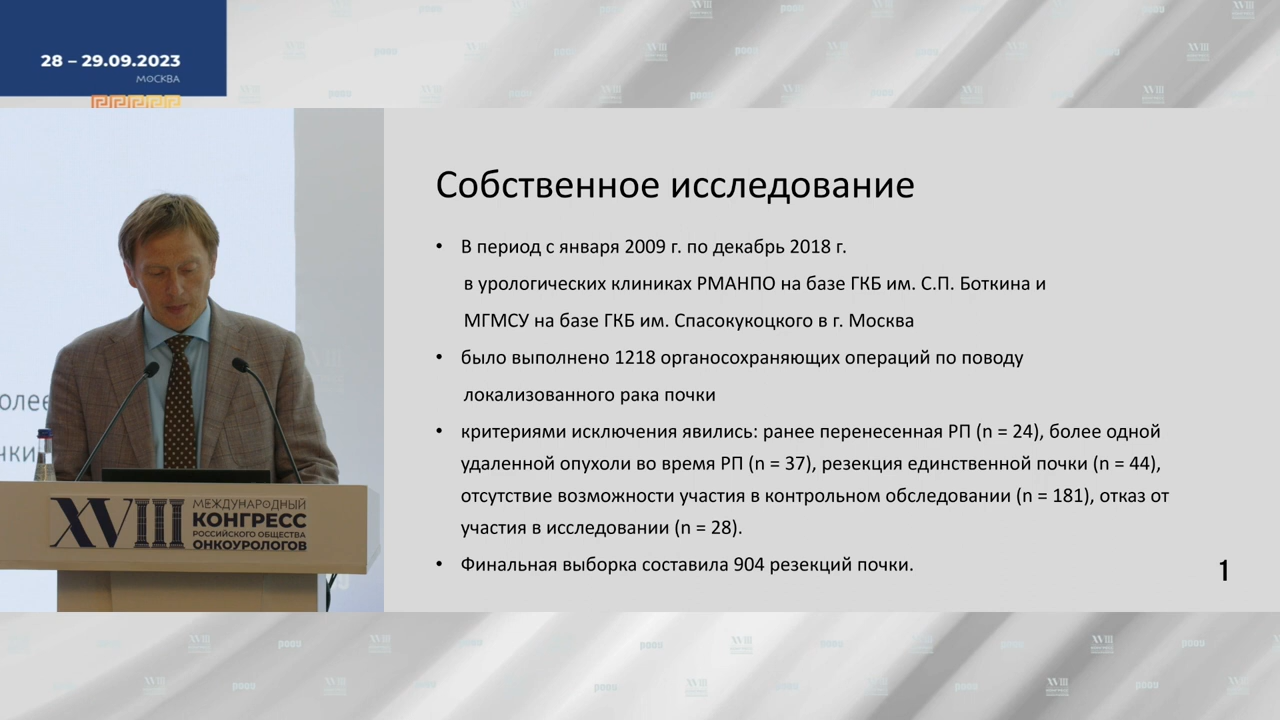 28 – 29.09.2023
МОСКВА
олее
чки
XVIII
МЕЖДУНАРОДНЫЙ
КОНГРЕСС
РОССИЙСКОГО ОБЩЕСТВА
ОНКОУРОЛОГОВ
Собственное исследование
• В период с января 2009 г. по декабрь 2018 г.
в урологических клиниках РМАНПО на базе ГКБ им. С.П. Боткина и
МГМСУ на базе ГКБ им. Спасокукоцкого в г. Москва
• было выполнено 1218 органосохраняющих операций по поводу
локализованного рака почки
• критериями исключения явились: ранее перенесенная РП (n = 24), более одной
удаленной опухоли во время РП (n = 37), резекция единственной почки (n = 44),
отсутствие возможности участия в контрольном обследовании (n = 181), отказ от
участия в исследовании (n = 28).
• Финальная выборка составила 904 резекций почки.
1